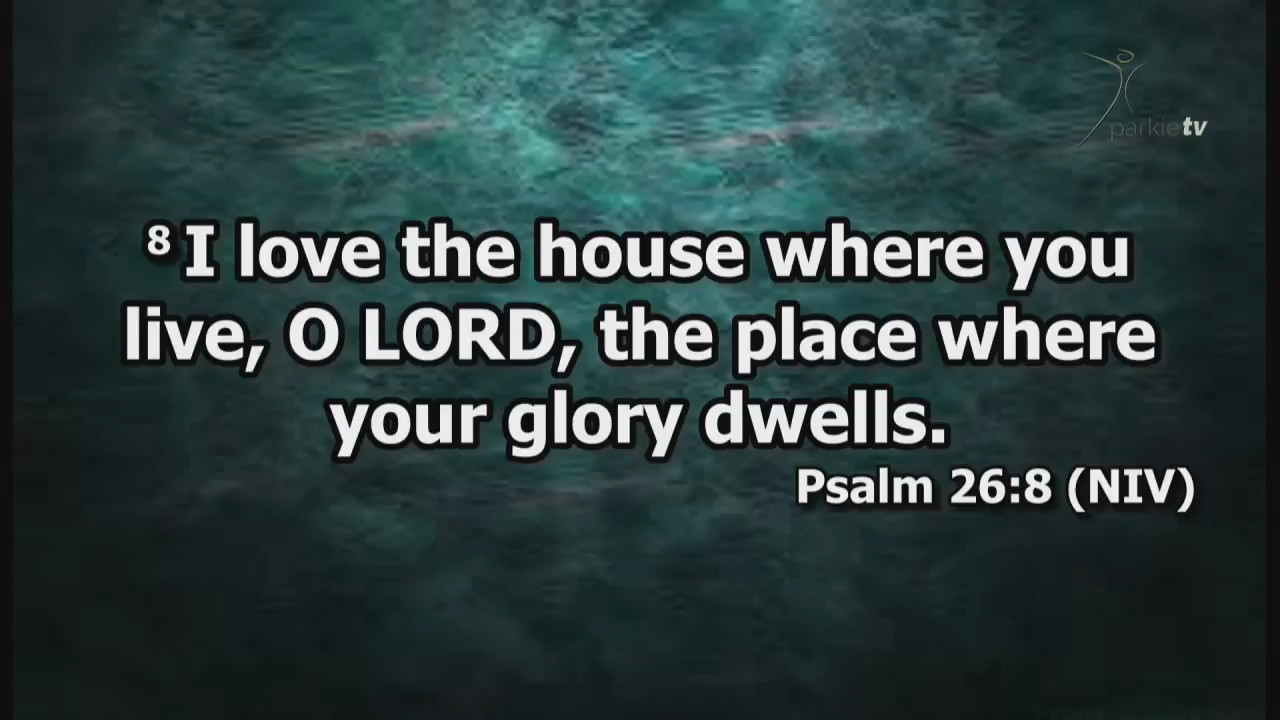 parkietv
⁸ I love the house where you
live, O LORD, the place where
your glory dwells.
Psalm 26:8 (NIV)